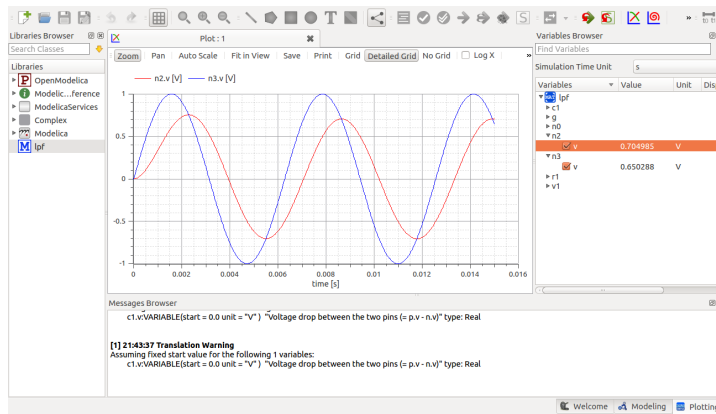 Libraries Browser
Search Classes
Libraries
P OpenModelica
Modelic...ference
ModelicaServices
Complex
Modelica
M lpf
Plot : 1
Zoom Pan Auto Scale Fit in View Save Print Grid Detailed Grid No Grid Log X »
n2.v [V] n3.v [V]
1
0.5
0
-0.5
-1
0 0.002 0.004 0.006 0.008 0.01 0.012 0.014 0.016
time [s]
Messages Browser
c1.v:VARIABLE(start = 0.0 unit = "V" ) "Voltage drop between the two pins (= p.v - n.v)" type: Real
[1] 21:43:37 Translation Warning
Assuming fixed start value for the following 1 variables:
c1.v:VARIABLE(start = 0.0 unit = "V" ) "Voltage drop between the two pins (= p.v - n.v)" type: Real
Variables Browser
Find Variables
Simulation Time Unit s
Variables Value Unit Disp
lpf
c1
g
n0
n2
v 0.704985 V
n3
v 0.650288 V
r1
v1
Welcome Modeling Plotting